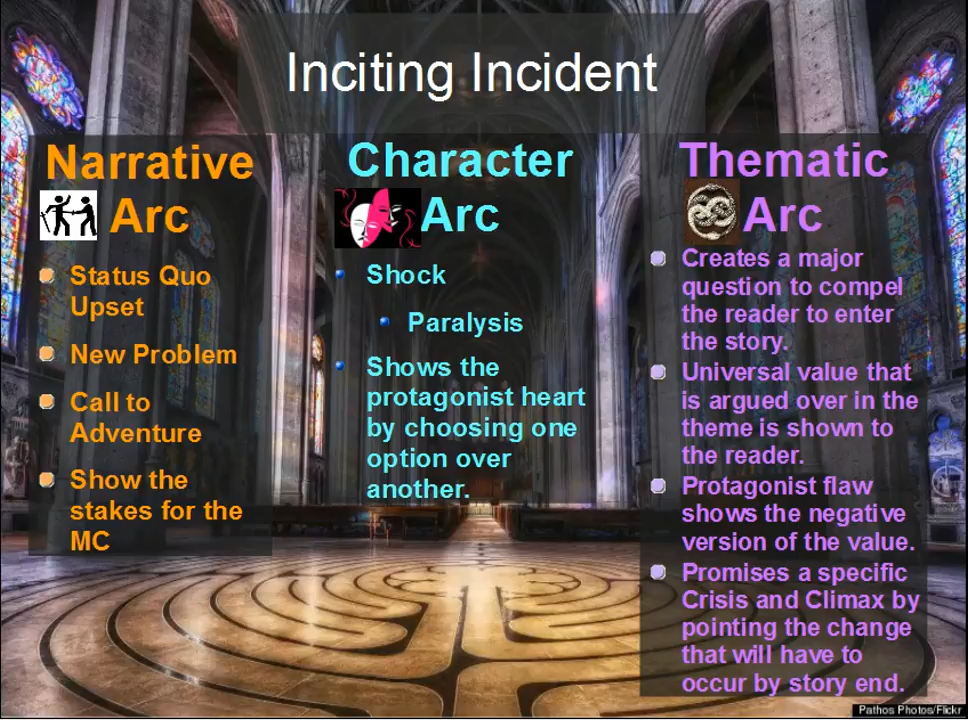 Inciting Incident
Narrative
Arc
Status Quo
Upset
New Problem
Call to
Adventure
Show the
stakes for the
MC
Character
Arc
Shock
Paralysis
Shows the
protagonist heart
by choosing one
option over
another.
Thematic
Arc
Creates a major
question to compel
the reader to enter
the story.
Universal value that
is argued over in the
theme is shown to
the reader.
Protagonist flaw
shows the negative
version of the value.
Promises a specific
Crisis and Climax by
pointing the change
that will have to
occur by story end.
Pathos Photos/Flickr